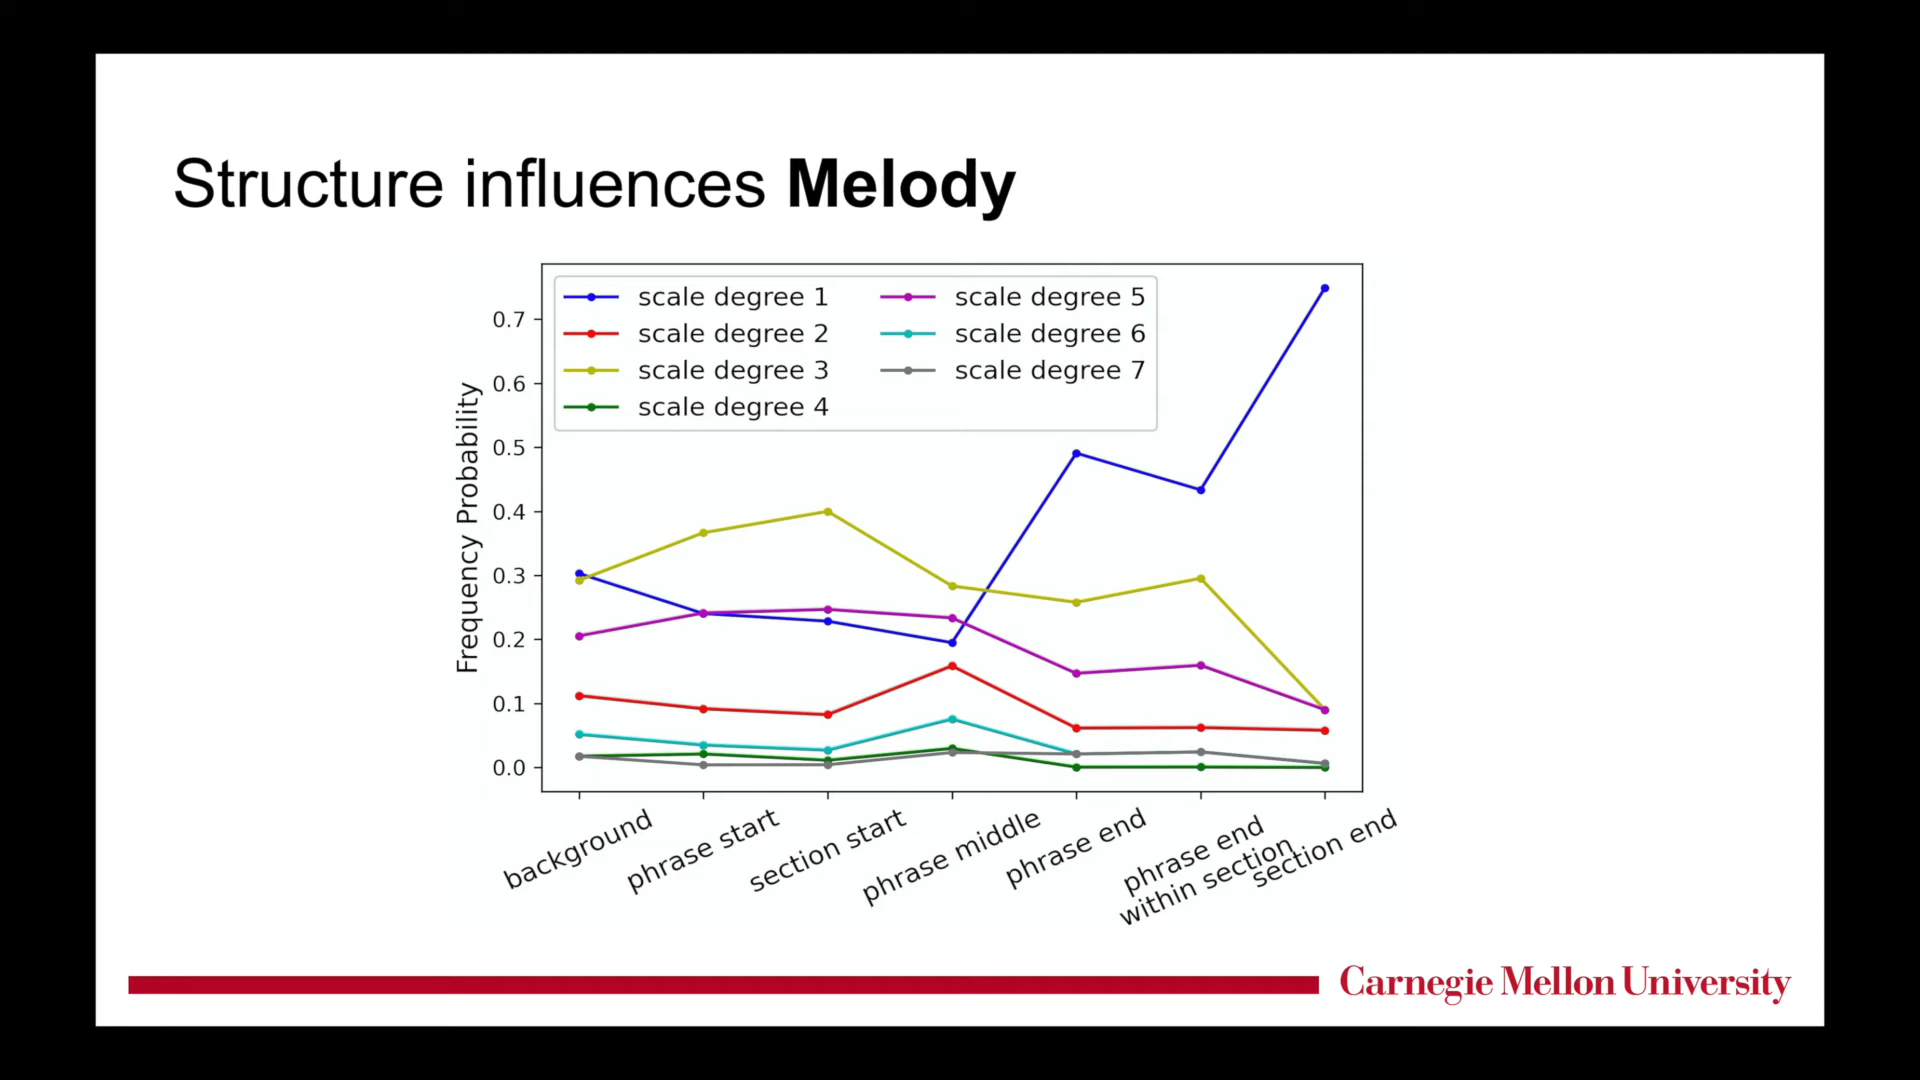 Structure influences Melody
scale degree 1
scale degree 2
scale degree 3
scale degree 4
scale degree 5
scale degree 6
scale degree 7
Frequency Probability
0.7
0.6
0.5
0.4
0.3
0.2
0.1
0.0
background
phrase start
section start
phrase middle
phrase end
phrase end
within section
section end
Carnegie Mellon University